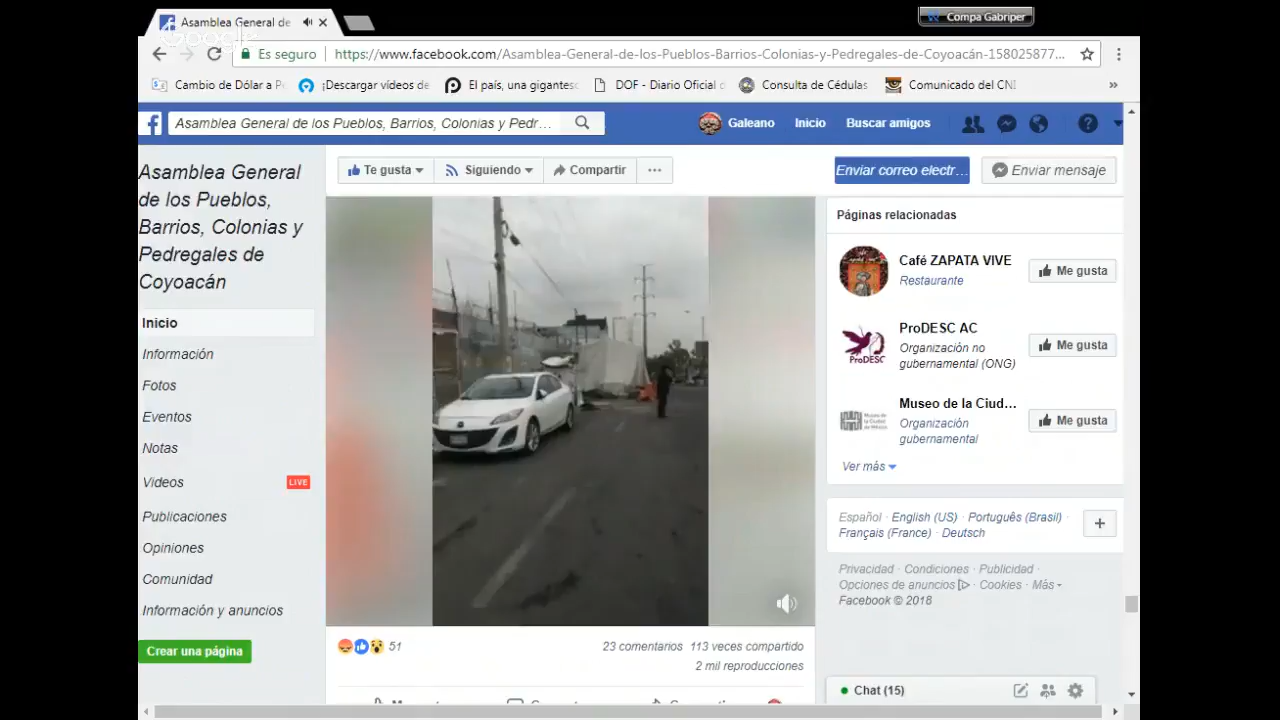 Asamblea General de
Compa Gabriper
Google
Es seguro
https://www.facebook.com/Asamblea-General-de-los-Pueblos-Barrios-Colonias-y-Pedregales-de-Coyoacán-158025877...
Cambio de Dólar a P
¡Descargar vídeos de
El país, una gigantesc
DOF - Diario Oficial d
Consulta de Cédulas
Comunicado del CNI
»
Asamblea General de los Pueblos, Barrios, Colonias y Pedr...
Galeano
Inicio
Buscar amigos
Asamblea General
de los Pueblos,
Barrios, Colonias y
Pedregales de
Coyoacán
Te gusta
Siguiendo
Compartir
...
Enviar correo electr...
Enviar mensaje
Inicio
Información
Fotos
Eventos
Notas
Videos
LIVE
Publicaciones
Opiniones
Comunidad
Información y anuncios
Crear una página
Páginas relacionadas
Café ZAPATA VIVE
Restaurante
Me gusta
ProDESC
ProDESC AC
Organización no
gubernamental (ONG)
Me gusta
Museo de la Ciud...
Organización
gubernamental
Me gusta
Ver más
Español · English (US) · Português (Brasil) ·
Français (France) · Deutsch
Privacidad · Condiciones · Publicidad ·
Opciones de anuncios · Cookies · Más
Facebook © 2018
51
23 comentarios 113 veces compartido
2 mil reproducciones
Chat (15)